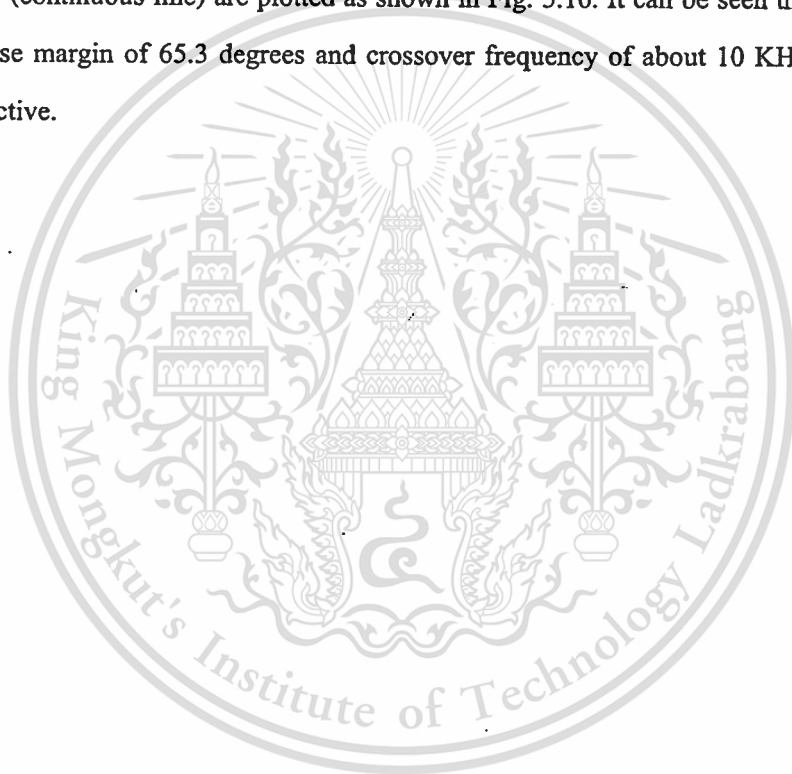 (continuous line) are plotted as shown in Fig. 5.16. It can be seen
se margin of 65.3 degrees and crossover frequency of about 10 KH
ctive.
King Mongkut's Institute of Technology Ladkrabang